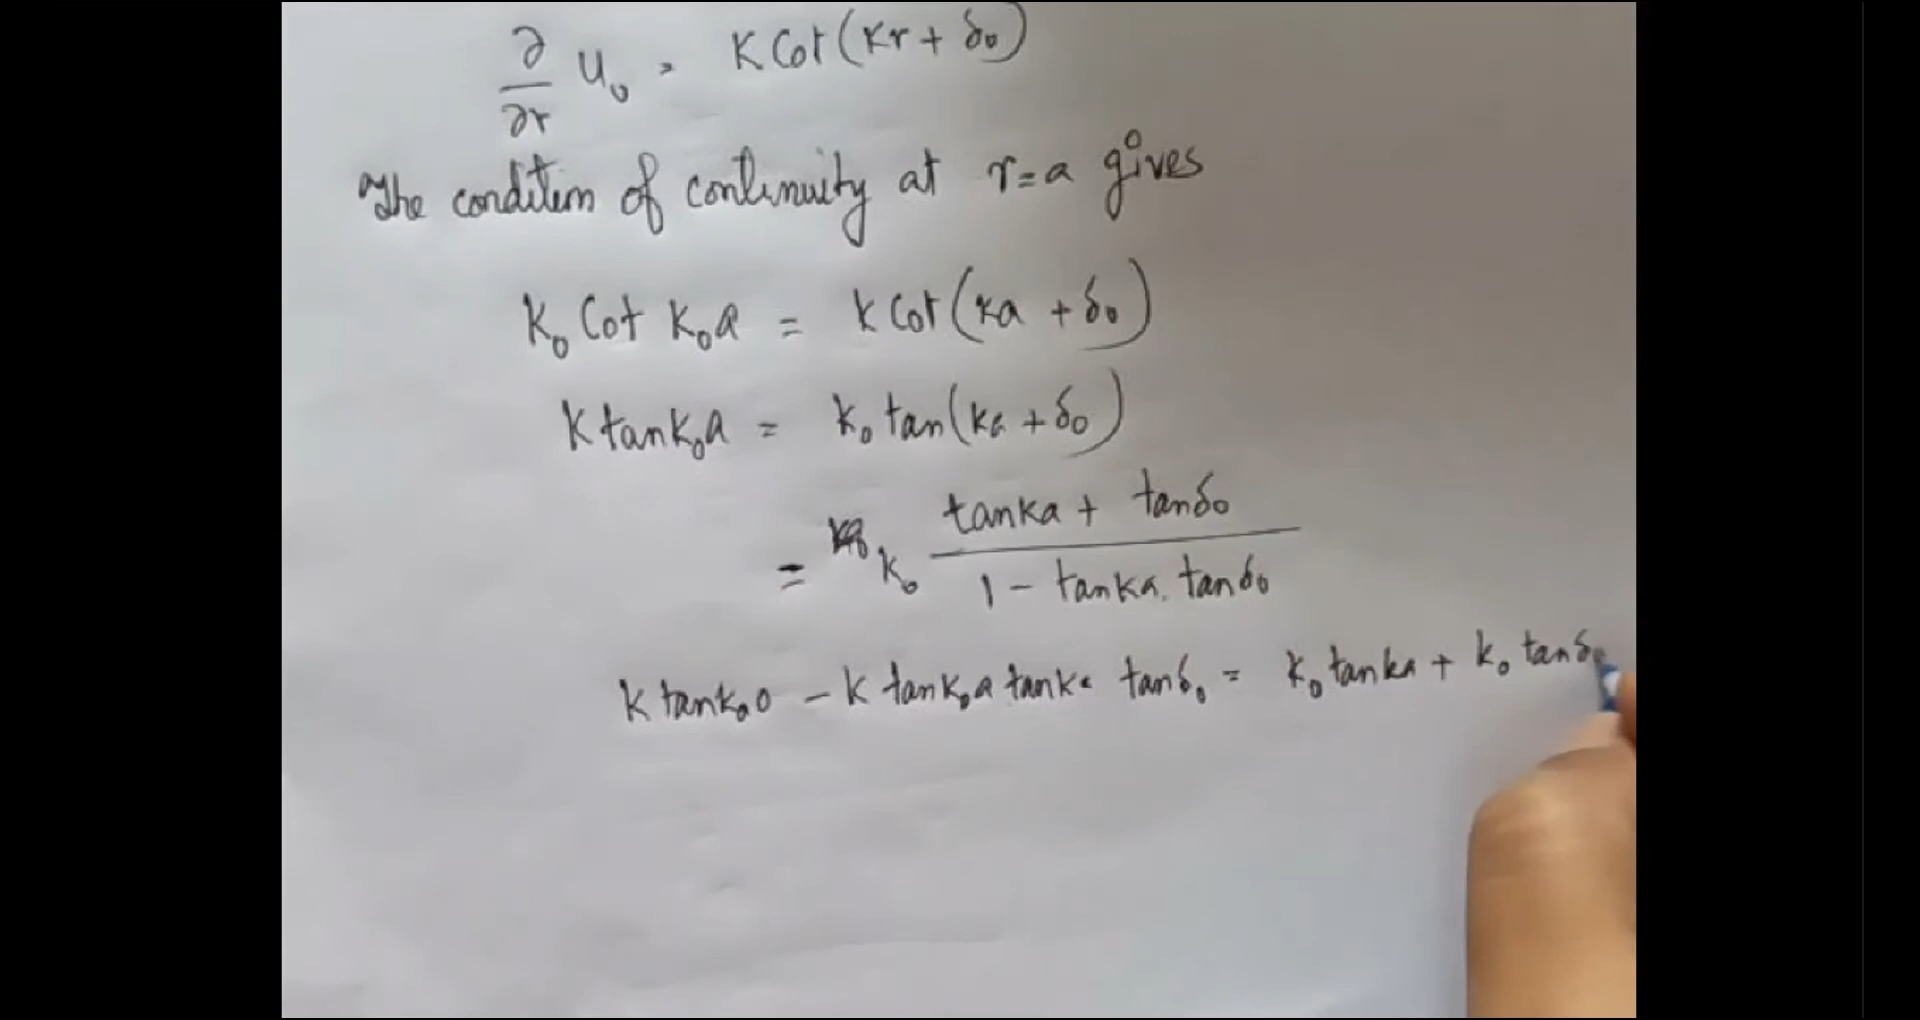 ∂/∂r u₀ = K Cot(Kr + δ₀)
The condition of continuity at r=a gives
K₀ Cot K₀a = K Cot(Ka + δ₀)
K tan k₀a = k₀ tan(ka + δ₀)
= k₀ (tan ka + tan δ₀) / (1 - tan ka. tan δ₀)
K tan k₀a - K tan k₀a tan ka tan δ₀ = k₀ tan ka + k₀ tan δ₀